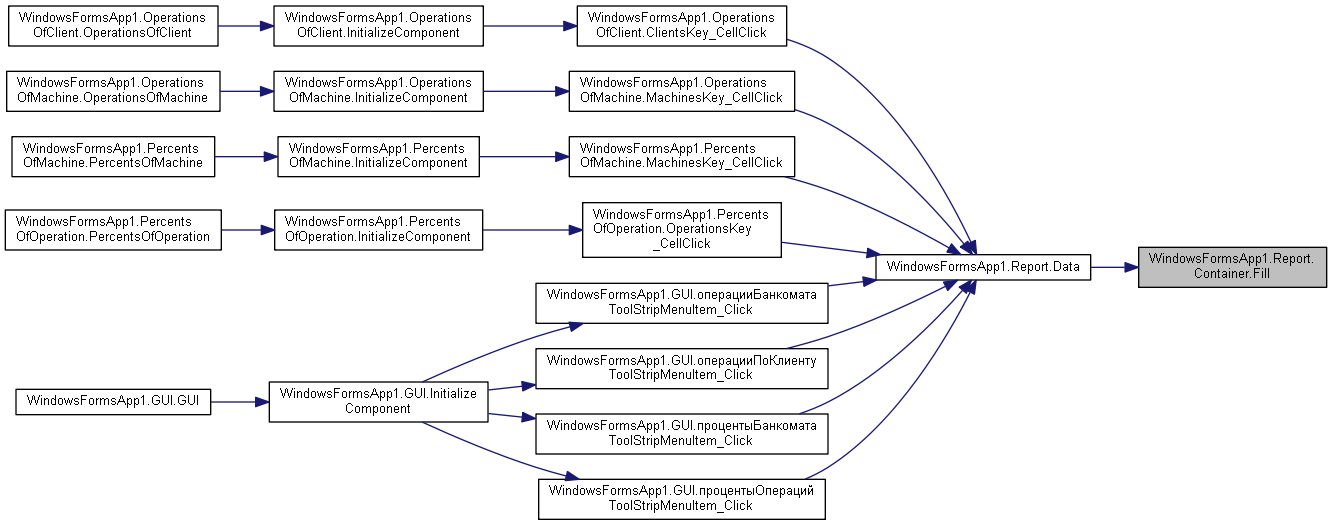 WindowsFormsApp1.Operations
OfClient.OperationsOfClient
WindowsFormsApp1.Operations
OfClient.InitializeComponent
WindowsFormsApp1.Operations
OfClient.ClientsKey_CellClick
WindowsFormsApp1.Operations
OfMachine.OperationsOfMachine
WindowsFormsApp1.Operations
OfMachine.InitializeComponent
WindowsFormsApp1.Operations
OfMachine.MachinesKey_CellClick
WindowsFormsApp1.Percents
OfMachine.PercentsOfMachine
WindowsFormsApp1.Percents
OfMachine.InitializeComponent
WindowsFormsApp1.Percents
OfMachine.MachinesKey_CellClick
WindowsFormsApp1.Percents
OfOperation.PercentsOfOperation
WindowsFormsApp1.Percents
OfOperation.InitializeComponent
WindowsFormsApp1.Percents
OfOperation.OperationsKey
_CellClick
WindowsFormsApp1.Report.Data
WindowsFormsApp1.Report.
Container.Fill
WindowsFormsApp1.GUI.операцииБанкомата
ToolStripMenuItem_Click
WindowsFormsApp1.GUI.операцииПоКлиенту
ToolStripMenuItem_Click
WindowsFormsApp1.GUI.GUI
WindowsFormsApp1.GUI.Initialize
Component
WindowsFormsApp1.GUI.процентыБанкомата
ToolStripMenuItem_Click
WindowsFormsApp1.GUI.процентыОпераций
ToolStripMenuItem_Click